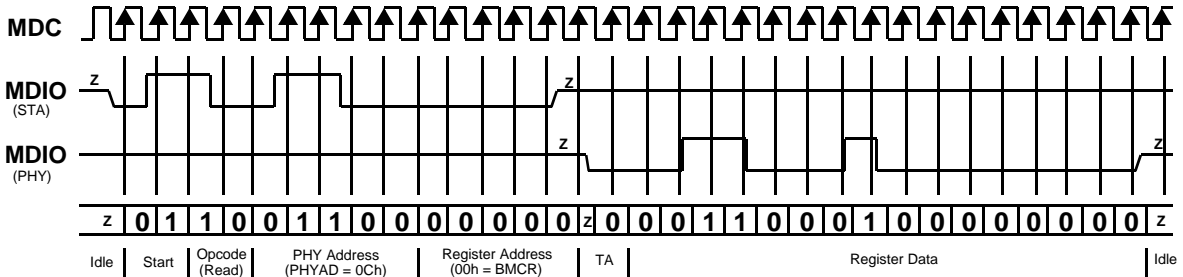 MDC
z z
MDIO
(STA)
z z
MDIO
(PHY)
z 0 1 1 0 0 1 1 0 0 0 0 0 0 0 z 0 0 0 1 1 0 0 0 1 0 0 0 0 0 0 0 0 z
Idle Start Opcode (Read) PHY Address (PHYAD = 0Ch) Register Address (00h = BMCR) TA Register Data Idle